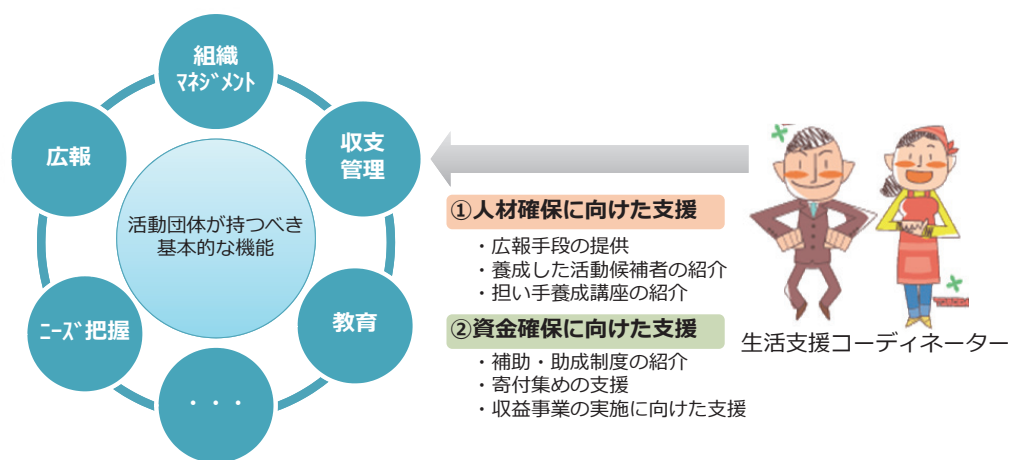 組織
ﾏﾈｼﾞﾒﾝﾄ
広報
収支
管理
活動団体が持つべき
基本的な機能
ﾆｰｽﾞ把握
教育
・・・
①人材確保に向けた支援
・広報手段の提供
・養成した活動候補者の紹介
・担い手養成講座の紹介
②資金確保に向けた支援
・補助・助成制度の紹介
・寄付集めの支援
・収益事業の実施に向けた支援
生活支援コーディネーター